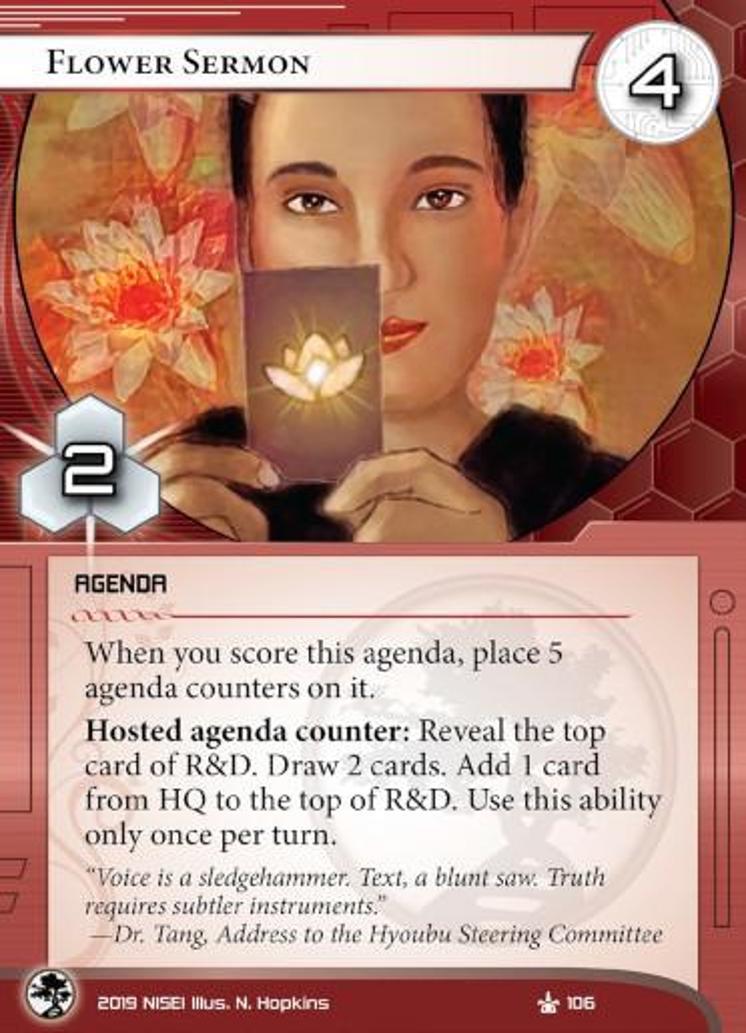 FLOWER SERMON
4
2
AGENDA
When you score this agenda, place 5
agenda counters on it.
Hosted agenda counter: Reveal the top
card of R&D. Draw 2 cards. Add 1 card
from HQ to the top of R&D. Use this ability
only once per turn.
“Voice is a sledgehammer. Text, a blunt saw. Truth
requires subtler instruments.”
—Dr. Tang, Address to the Hyoubu Steering Committee
2019 NISEI Illus. N. Hopkins
106